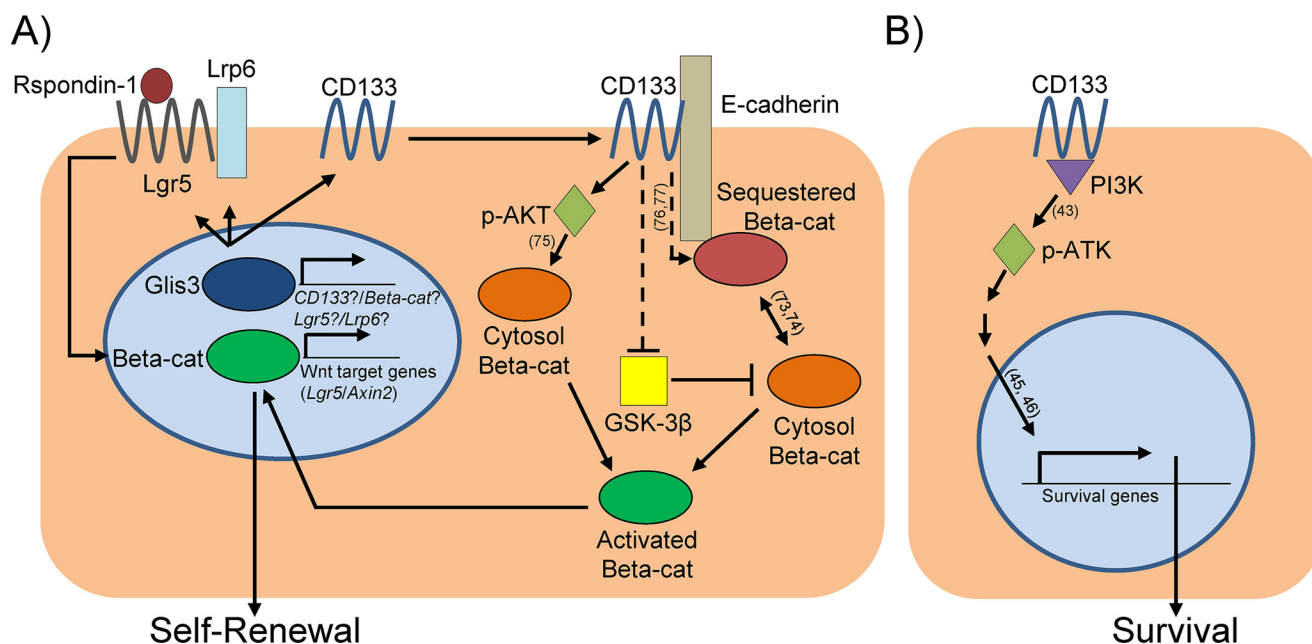 A)
Rspondin-1
Lrp6
Lgr5
CD133
CD133
E-cadherin
p-AKT
(75)
(76,77)
Sequestered
Beta-cat
(73,74)
Glis3
CD133?/Beta-cat?
Lgr5?/Lrp6?
Beta-cat
Wnt target genes
(Lgr5/Axin2)
Cytosol
Beta-cat
GSK-3β
Cytosol
Beta-cat
Activated
Beta-cat
Self-Renewal
B)
CD133
PI3K
(43)
p-ATK
(45, 46)
Survival genes
Survival